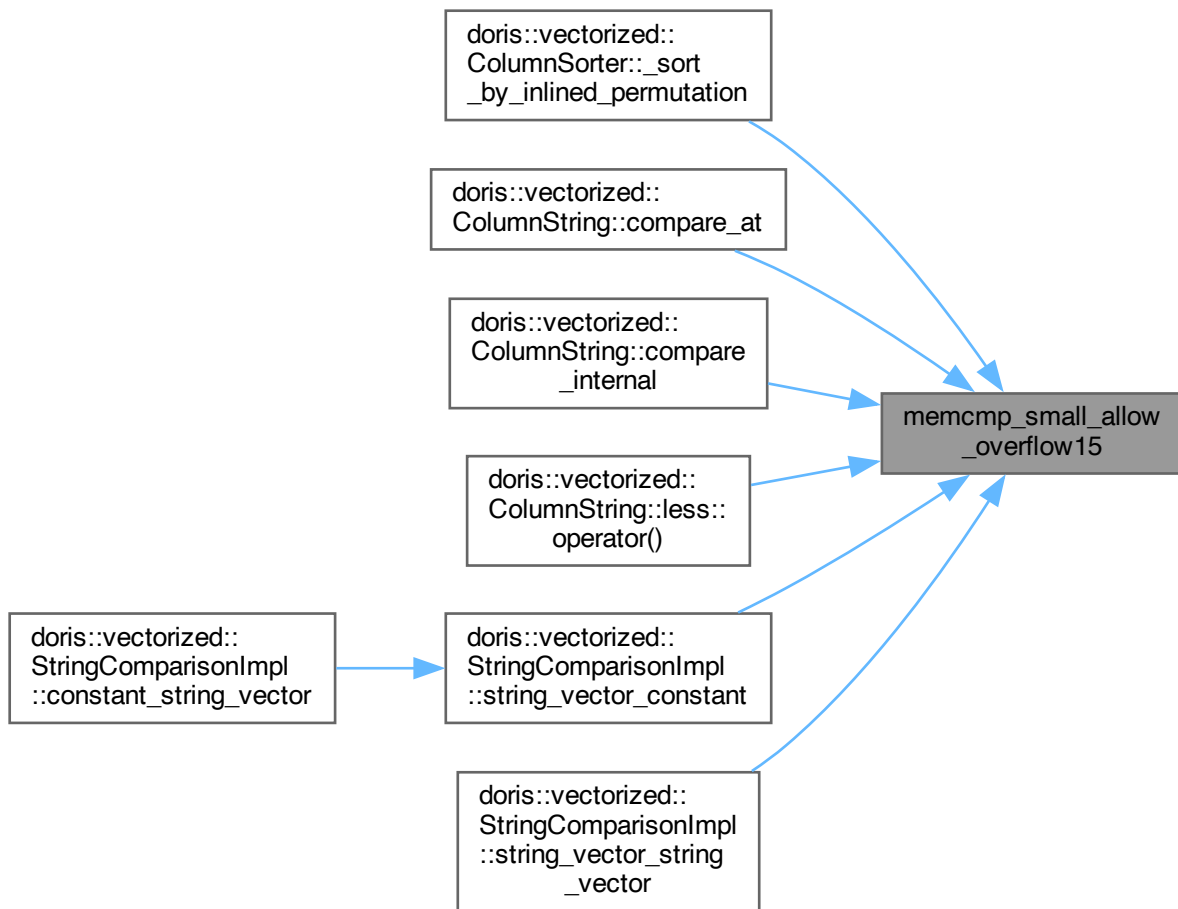 doris::vectorized::
ColumnSorter::_sort
_by_inlined_permutation
doris::vectorized::
ColumnString::compare_at
doris::vectorized::
ColumnString::compare
_internal
memcmp_small_allow
_overflow15
doris::vectorized::
ColumnString::less::
operator()
doris::vectorized::
StringComparisonImpl
::constant_string_vector
doris::vectorized::
StringComparisonImpl
::string_vector_constant
doris::vectorized::
StringComparisonImpl
::string_vector_string
_vector